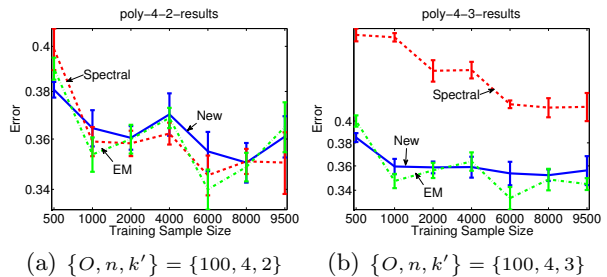 poly-4-2-results
0.4
0.38
0.36
0.34
Error
Spectral
New
EM
500 1000 2000 4000 6000 8000 9500
Training Sample Size
(a) {O, n, k′} = {100, 4, 2}
poly-4-3-results
0.4
0.38
0.36
0.34
Error
Spectral
New
EM
500 1000 2000 4000 6000 8000 9500
Training Sample Size
(b) {O, n, k′} = {100, 4, 3}